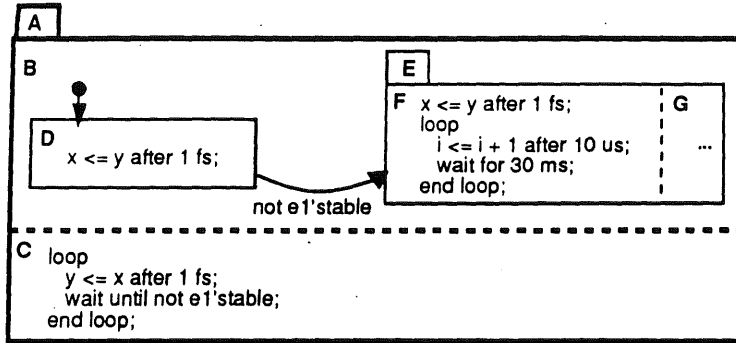 A
B
E
D
x <= y after 1 fs;
F x <= y after 1 fs;
loop
i <= i + 1 after 10 us;
wait for 30 ms;
end loop;
G
...
not e1'stable
C
loop
y <= x after 1 fs;
wait until not e1'stable;
end loop;